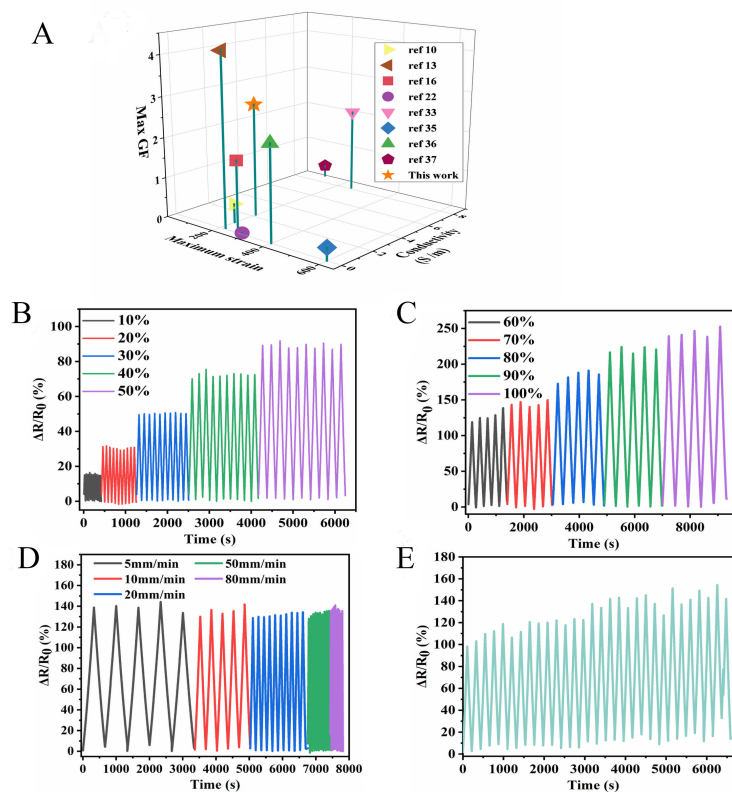 A
Max GF
4
3
2
1
0
200
400
600
Maximum strain
0
2
4
6
8
Conductivity
(S/m)
ref 10
ref 13
ref 16
ref 22
ref 33
ref 35
ref 36
ref 37
This work
B
ΔR/R0 (%)
100
80
60
40
20
0
10%
20%
30%
40%
50%
0 1000 2000 3000 4000 5000 6000
Time (s)
C
ΔR/R0 (%)
250
200
150
100
50
0
60%
70%
80%
90%
100%
0 2000 4000 6000 8000
Time (s)
D
ΔR/R0 (%)
180
160
140
120
100
80
60
40
20
0
5mm/min 50mm/min
10mm/min 80mm/min
20mm/min
0 1000 2000 3000 4000 5000 6000 7000 8000
Time (s)
E
ΔR/R0 (%)
180
160
140
120
100
80
60
40
20
0
0 1000 2000 3000 4000 5000 6000
Time (s)